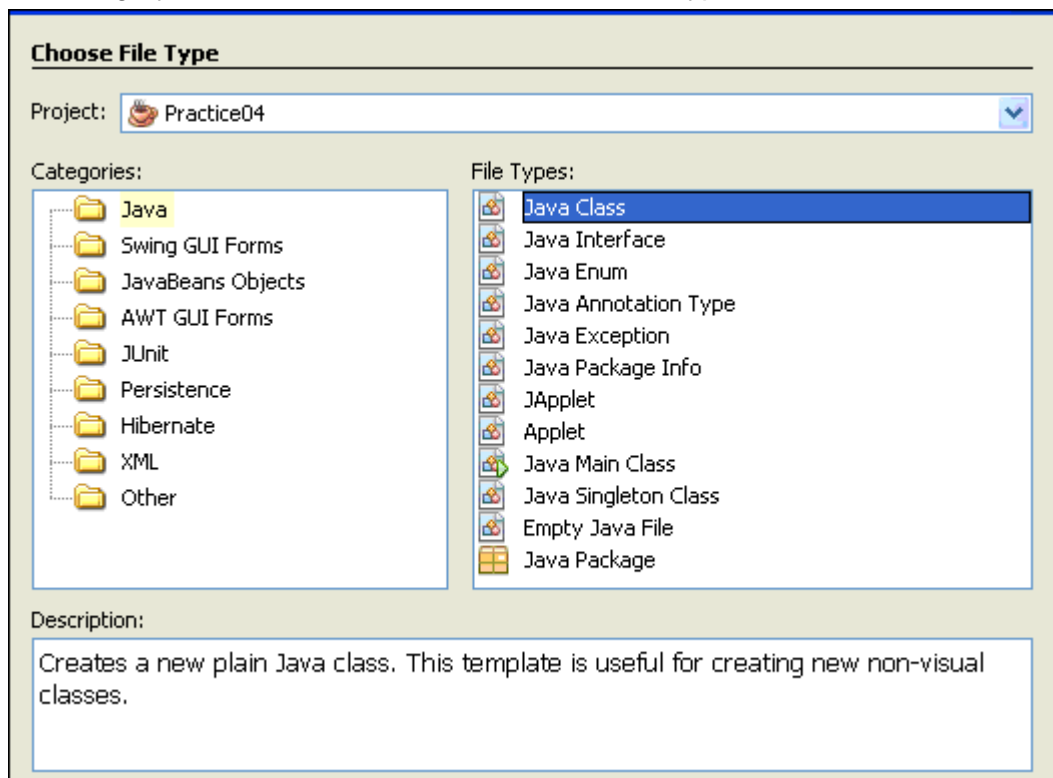 Choose File Type
Project: Practice04
Categories:
Java
Swing GUI Forms
JavaBeans Objects
AWT GUI Forms
JUnit
Persistence
Hibernate
XML
Other
File Types:
Java Class
Java Interface
Java Enum
Java Annotation Type
Java Exception
Java Package Info
JApplet
Applet
Java Main Class
Java Singleton Class
Empty Java File
Java Package
Description:
Creates a new plain Java class. This template is useful for creating new non-visual
classes.